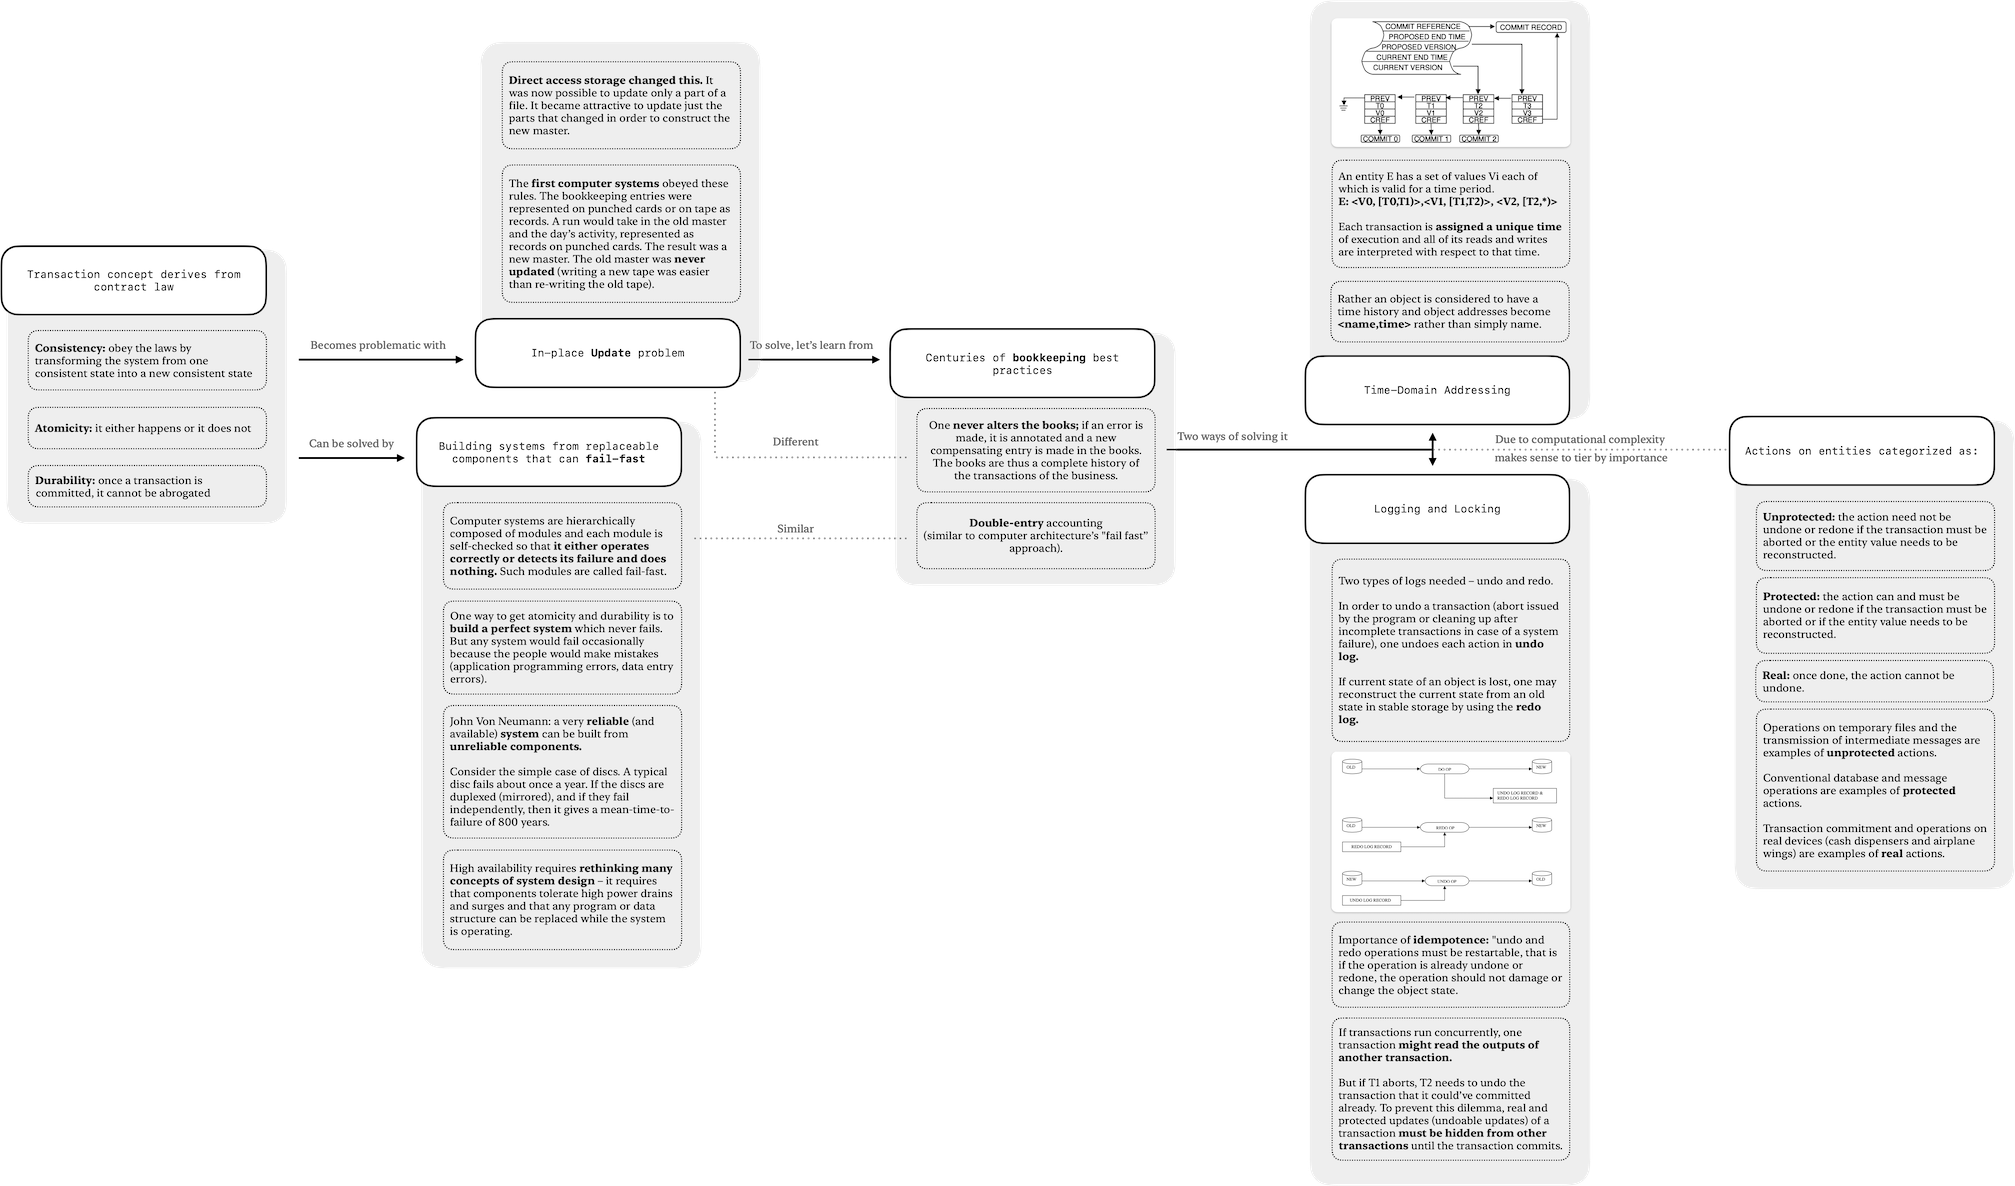 Transaction concept derives from
contract law
Consistency: obey the laws by
transforming the system from one
consistent state into a new consistent state
Atomicity: it either happens or it does not
Durability: once a transaction is
committed, it cannot be abrogated
Becomes problematic with
Can be solved by
Direct access storage changed this. It
was now possible to update only a part of a
file. It became attractive to update just the
parts that changed in order to construct the
new master.
The first computer systems obeyed these
rules. The bookkeeping entries were
represented on punched cards or on tape as
records. A run would take in the old master
and the day's activity, represented as
records on punched cards. The result was a
new master. The old master was never
updated (writing a new tape was easier
than re-writing the old tape).
In-place Update problem
Building systems from replaceable
components that can fail-fast
Computer systems are hierarchically
composed of modules and each module is
self-checked so that it either operates
correctly or detects its failure and does
nothing. Such modules are called fail-fast.
One way to get atomicity and durability is to
build a perfect system which never fails.
But any system would fail occasionally
because the people would make mistakes
(application programming errors, data entry
errors).
John Von Neumann: a very reliable (and
available) system can be built from
unreliable components.
Consider the simple case of discs. A typical
disc fails about once a year. If the discs are
duplexed (mirrored), and if they fail
independently, then it gives a mean-time-to-
failure of 800 years.
High availability requires rethinking many
concepts of system design – it requires
that components tolerate high power drains
and surges and that any program or data
structure can be replaced while the system
is operating.
To solve, let's learn from
Different
Similar
Centuries of bookkeeping best
practices
One never alters the books; if an error is
made, it is annotated and a new
compensating entry is made in the books.
The books are thus a complete history of
the transactions of the business.
Double-entry accounting
(similar to computer architecture's "fail fast"
approach).
Two ways of solving it
COMMIT REFERENCE
COMMIT RECORD
PROPOSED END TIME
PROPOSED VERSION
CURRENT END TIME
CURRENT VERSION
PREV PREV PREV PREV
T0 T1 T2 T3
V0 V1 V2 V3
CREF CREF CREF CREF
COMMIT 0 COMMIT 1 COMMIT 2
An entity E has a set of values Vi each of
which is valid for a time period.
E: <V0, [T0,T1)>,<V1, [T1,T2)>, <V2, [T2,*)>
Each transaction is assigned a unique time
of execution and all of its reads and writes
are interpreted with respect to that time.
Rather an object is considered to have a
time history and object addresses become
<name,time> rather than simply name.
Time-Domain Addressing
Logging and Locking
Two types of logs needed – undo and redo.
In order to undo a transaction (abort issued
by the program or cleaning up after
incomplete transactions in case of a system
failure), one undoes each action in undo
log.
If current state of an object is lost, one may
reconstruct the current state from an old
state in stable storage by using the redo
log.
OLD DO OP NEW
UNDO LOG RECORD &
REDO LOG RECORD
OLD REDO OP NEW
REDO LOG RECORD
NEW UNDO OP OLD
UNDO LOG RECORD
Importance of idempotence: "undo and
redo operations must be restartable, that is
if the operation is already undone or
redone, the operation should not damage or
change the object state.
If transactions run concurrently, one
transaction might read the outputs of
another transaction.
But if T1 aborts, T2 needs to undo the
transaction that it could've committed
already. To prevent this dilemma, real and
protected updates (undoable updates) of a
transaction must be hidden from other
transactions until the transaction commits.
Due to computational complexity
makes sense to tier by importance
Actions on entities categorized as:
Unprotected: the action need not be
undone or redone if the transaction must be
aborted or the entity value needs to be
reconstructed.
Protected: the action can and must be
undone or redone if the transaction must be
aborted or if the entity value needs to be
reconstructed.
Real: once done, the action cannot be
undone.
Operations on temporary files and the
transmission of intermediate messages are
examples of unprotected actions.
Conventional database and message
operations are examples of protected
actions.
Transaction commitment and operations on
real devices (cash dispensers and airplane
wings) are examples of real actions.